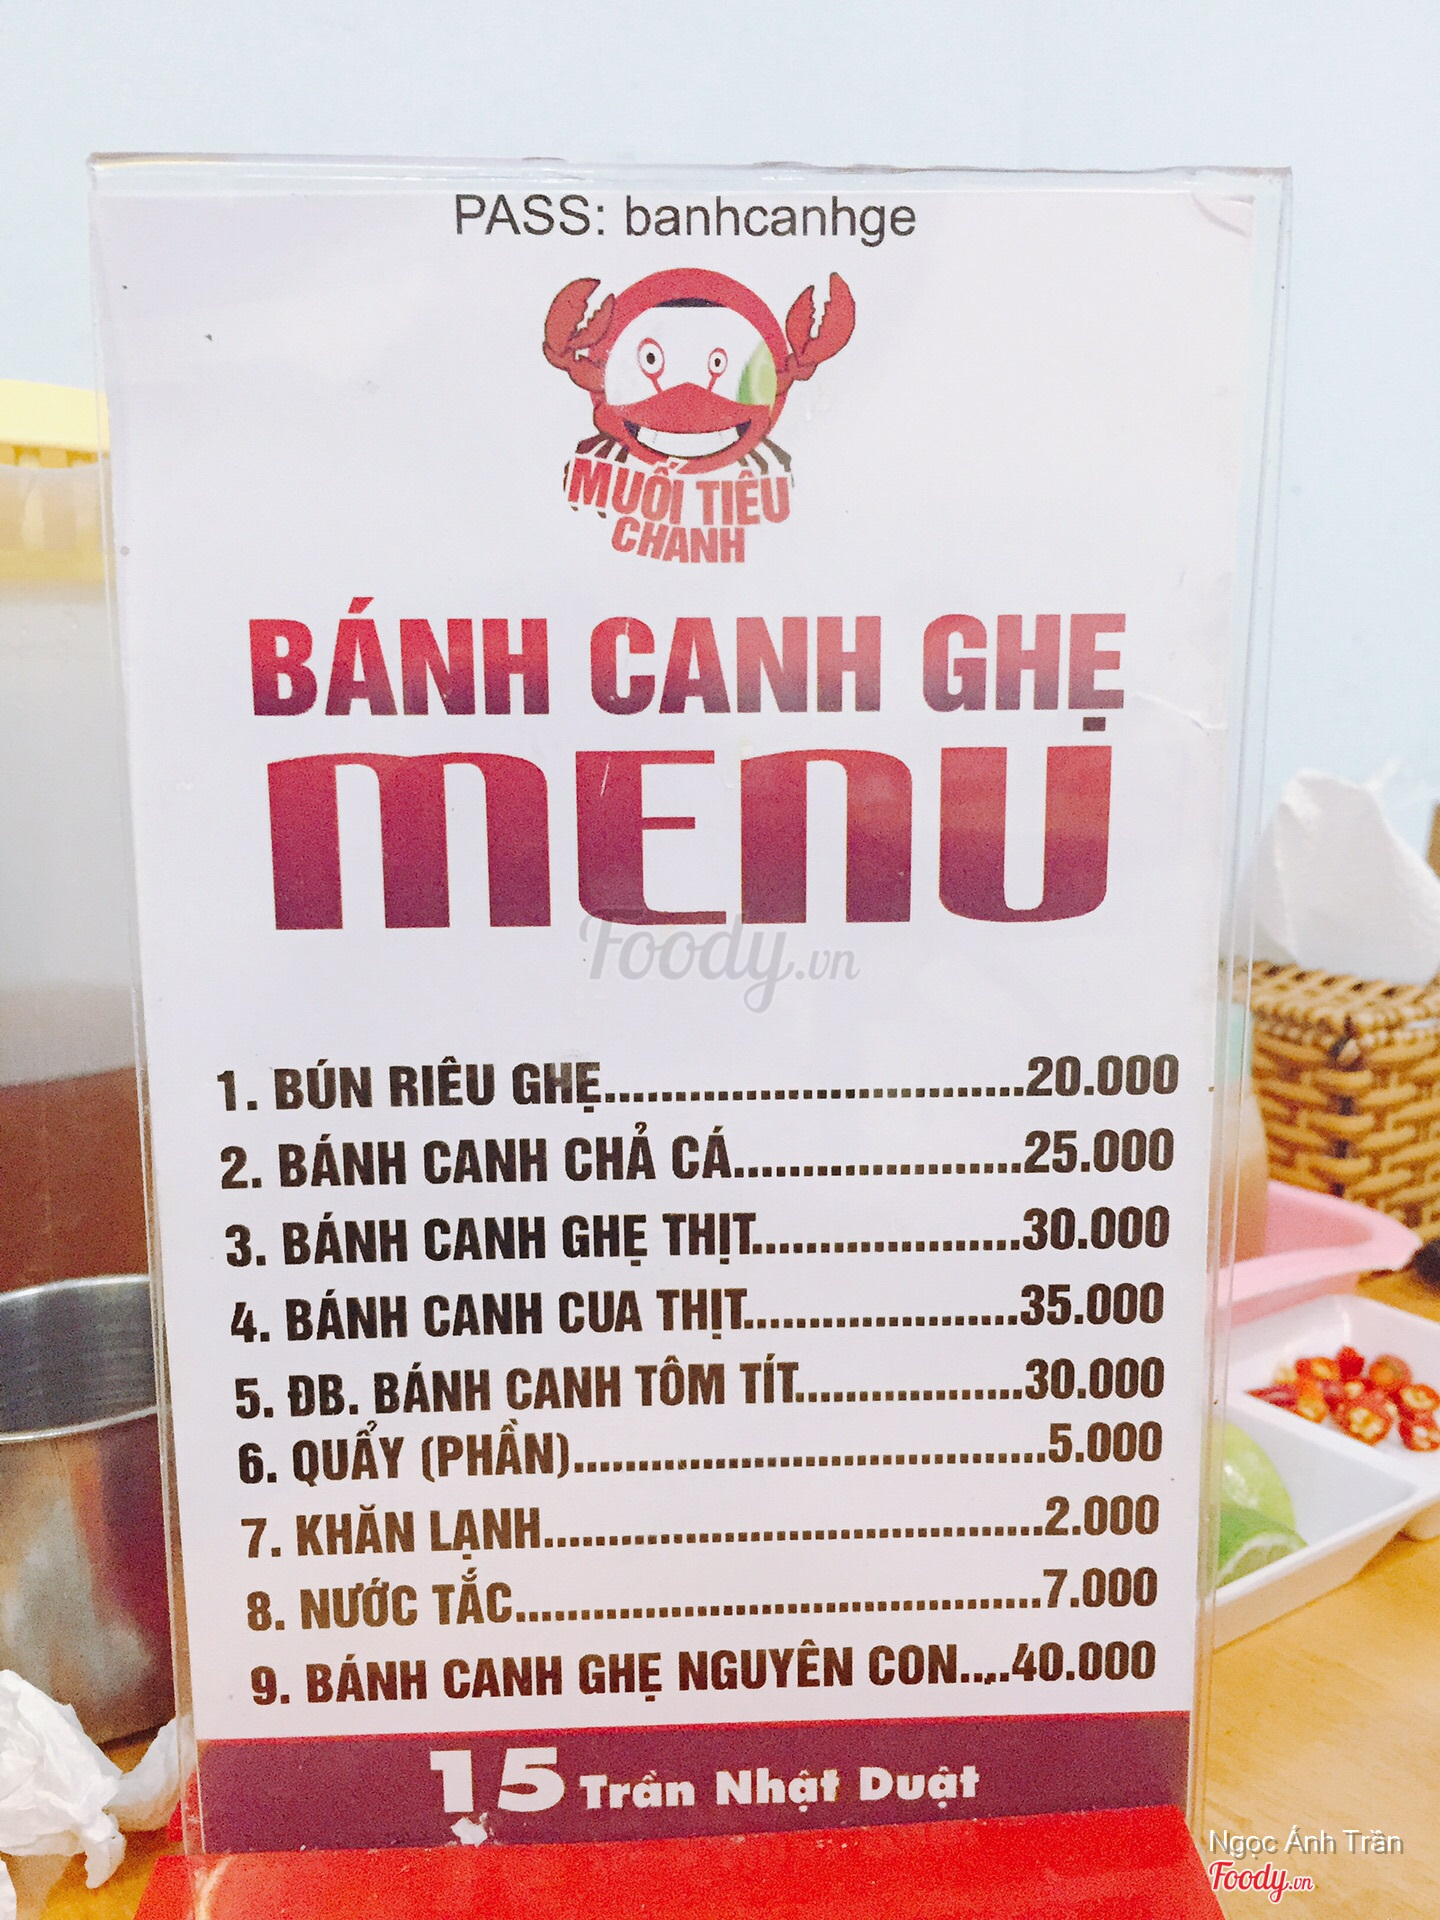 PASS: banhcanhge
MUỐI TIÊU
CHANH
BÁNH CANH GHẸ
MENU
Foody.vn
1. BÚN RIÊU GHẸ..............................20.000
2. BÁNH CANH CHẢ CÁ.....................25.000
3. BÁNH CANH GHẸ THỊT....................30.000
4. BÁNH CANH CUA THỊT.....................35.000
5. ĐB. BÁNH CANH TÔM TÍT.................30.000
6. QUẨY (PHẦN)...................................5.000
7. KHĂN LẠNH.....................................2.000
8. NƯỚC TẮC.......................................7.000
9. BÁNH CANH GHẸ NGUYÊN CON.....40.000
15 Trần Nhật Duật
Ngọc Ánh Trần
Foody.vn